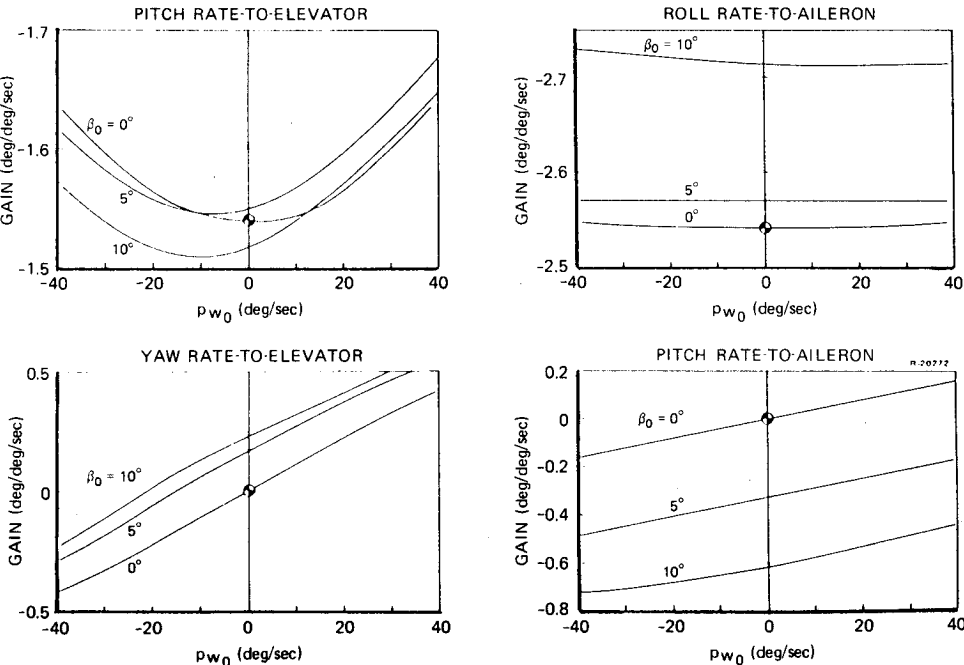 PITCH RATE-TO-ELEVATOR
-1.7
-1.6
-1.5
GAIN (deg/deg/sec)
β₀ = 0°
5°
10°
-40
-20
0
20
40
p_W₀ (deg/sec)
ROLL RATE-TO-AILERON
-2.7
-2.6
-2.5
GAIN (deg/deg/sec)
β₀ = 10°
5°
0°
-40
-20
0
20
40
p_W₀ (deg/sec)
YAW RATE-TO-ELEVATOR
0.5
0
-0.5
GAIN (deg/deg/sec)
β₀ = 10°
5°
0°
-40
-20
0
20
40
p_W₀ (deg/sec)
PITCH RATE-TO-AILERON
R-20772
0.2
0
-0.2
-0.4
-0.6
-0.8
GAIN (deg/deg/sec)
β₀ = 0°
5°
10°
-40
-20
0
20
40
p_W₀ (deg/sec)